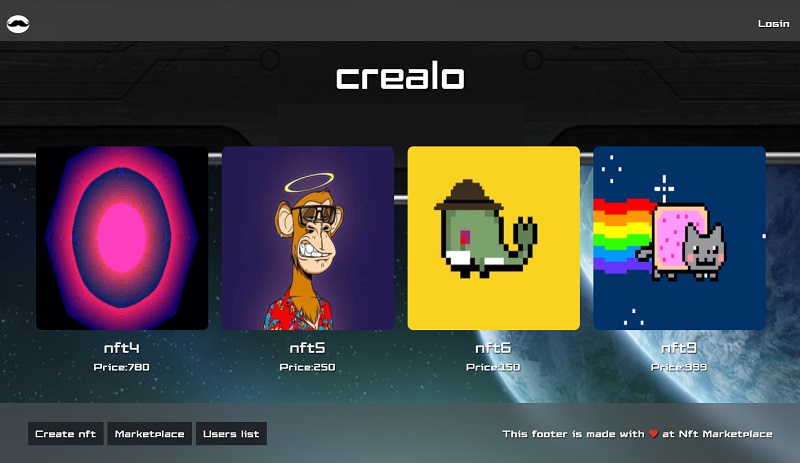 Login
crealo
nft4
Price:780
nft5
Price:250
nft6
Price:150
nft9
Price:999
Create nft
Marketplace
Users list
This footer is made with ❤ at Nft Marketplace